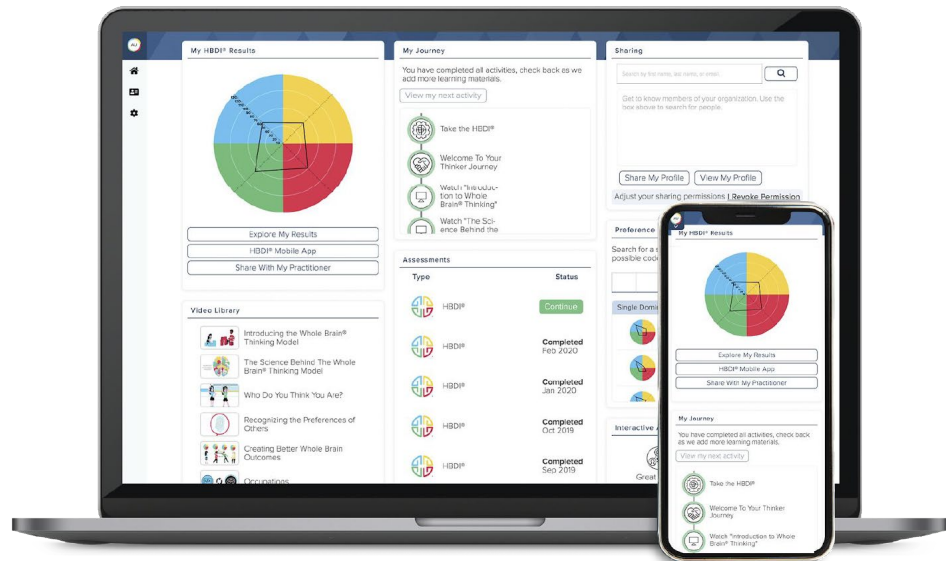 AU
My HBDI® Results
Explore My Results
HBDI® Mobile App
Share With My Practitioner
Video Library
Introducing the Whole Brain®
Thinking Model
The Science Behind The Whole
Brain® Thinking Model
Who Do You Think You Are?
Recognizing the Preferences of
Others
Creating Better Whole Brain
Outcomes
Occupations
My Journey
You have completed all activities, check back as we
add more learning materials.
View my next activity
Take the HBDI®
Welcome To Your
Thinker Journey
Watch "Introduc-
tion to Whole
Brain® Thinking"
Watch "The Sci-
ence Behind the
Assessments
Type
Status
HBDI®
Continue
HBDI®
Completed
Feb 2020
HBDI®
Completed
Jan 2020
HBDI®
Completed
Oct 2019
HBDI®
Completed
Sep 2019
Sharing
Search by first name, last name, or email
Get to know members of your organization. Use the
box above to search for people.
Share My Profile
View My Profile
Adjust your sharing permissions | Revoke Permission
Preference
Search for a
possible code
Single Domi
Interactive A
Great
My HBDI® Results
Explore My Results
HBDI® Mobile App
Share With My Practitioner
My Journey
You have completed all activities, check back
as we add more learning materials.
View my next activity
Take the HBDI®
Welcome To Your Thinker
Journey
Watch "Introduction to Whole
Brain® Thinking"